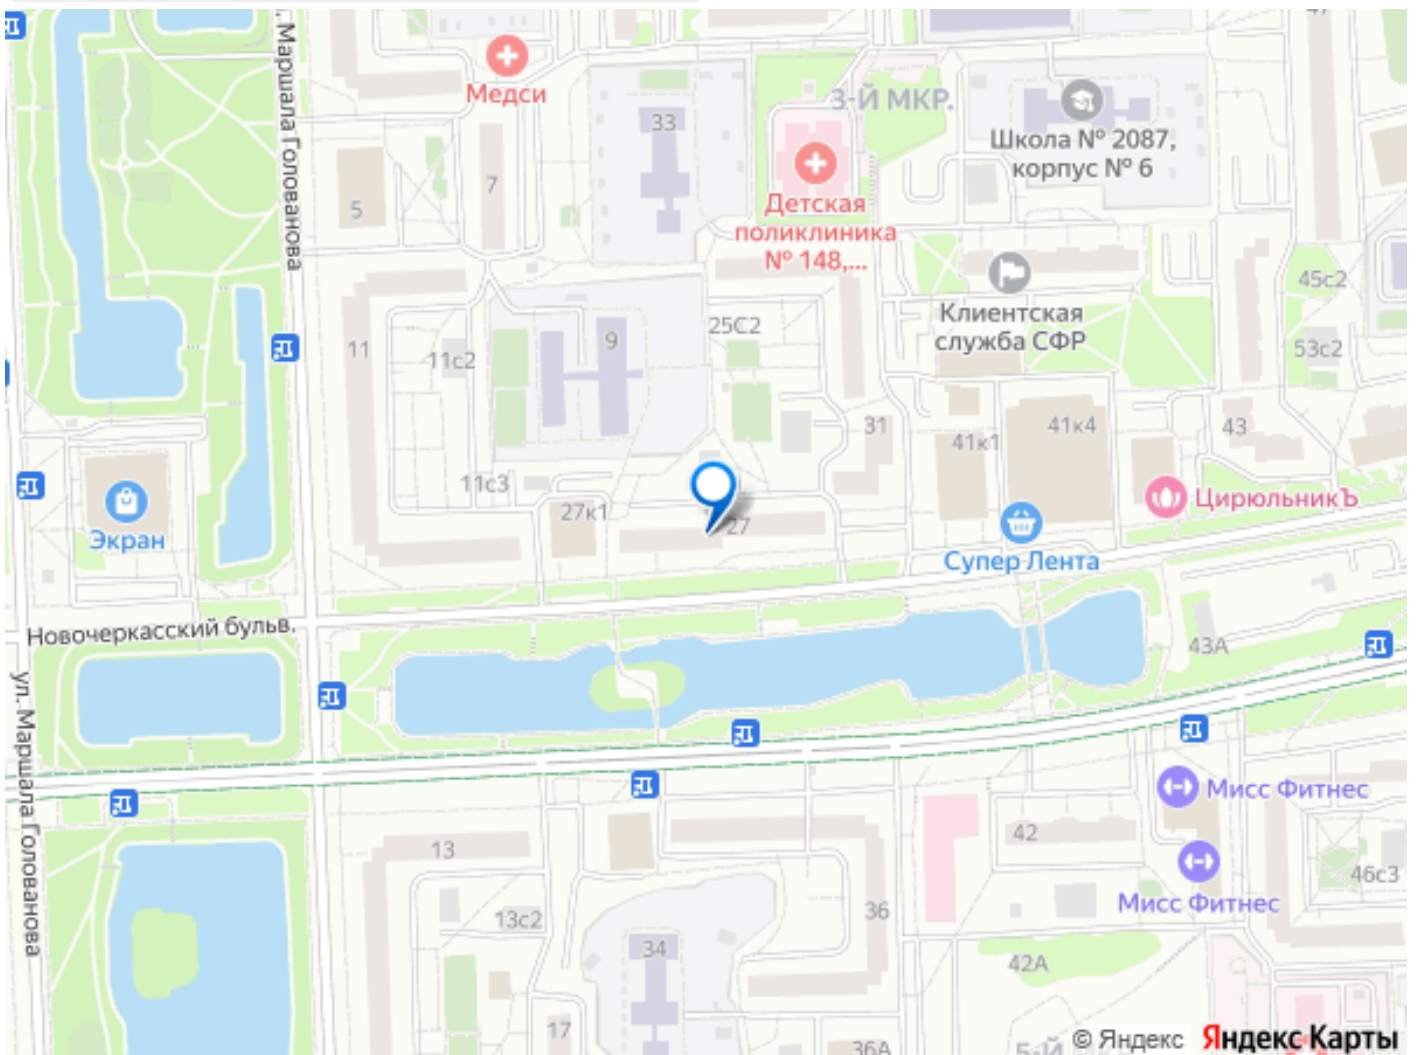 ул. Маршала Голованова
Медси
33
3-Й МКР.
Школа № 2087,
корпус № 6
7
5
Детская
поликлиника
№ 148,...
Клиентская
служба СФР
45с2
25С2
53с2
9
11
11с2
31
41к1
41к4
43
11с3
27к1
27
ЦирюльникЪ
Экран
Супер Лента
Новочеркасский бульв.
43А
ул. Маршала Голованова
Мисс Фитнес
13
42
46с3
Мисс Фитнес
13с2
36
34
42А
17
36А
© Яндекс Яндекс Карты